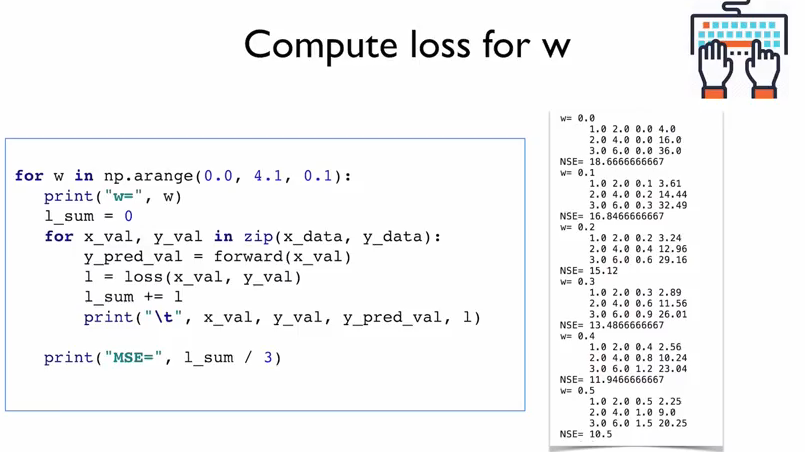 Compute loss for w
for w in np.arange(0.0, 4.1, 0.1):
print("w=", w)
l_sum = 0
for x_val, y_val in zip(x_data, y_data):
y_pred_val = forward(x_val)
l = loss(x_val, y_val)
l_sum += l
print("\t", x_val, y_val, y_pred_val, l)
print("MSE=", l_sum / 3)
w= 0.0
1.0 2.0 0.0 4.0
2.0 4.0 0.0 16.0
3.0 6.0 0.0 36.0
NSE= 18.6666666667
w= 0.1
1.0 2.0 0.1 3.61
2.0 4.0 0.2 14.44
3.0 6.0 0.3 32.49
NSE= 16.8466666667
w= 0.2
1.0 2.0 0.2 3.24
2.0 4.0 0.4 12.96
3.0 6.0 0.6 29.16
NSE= 15.12
w= 0.3
1.0 2.0 0.3 2.89
2.0 4.0 0.6 11.56
3.0 6.0 0.9 26.01
NSE= 13.4866666667
w= 0.4
1.0 2.0 0.4 2.56
2.0 4.0 0.8 10.24
3.0 6.0 1.2 23.04
NSE= 11.9466666667
w= 0.5
1.0 2.0 0.5 2.25
2.0 4.0 1.0 9.0
3.0 6.0 1.5 20.25
NSE= 10.5